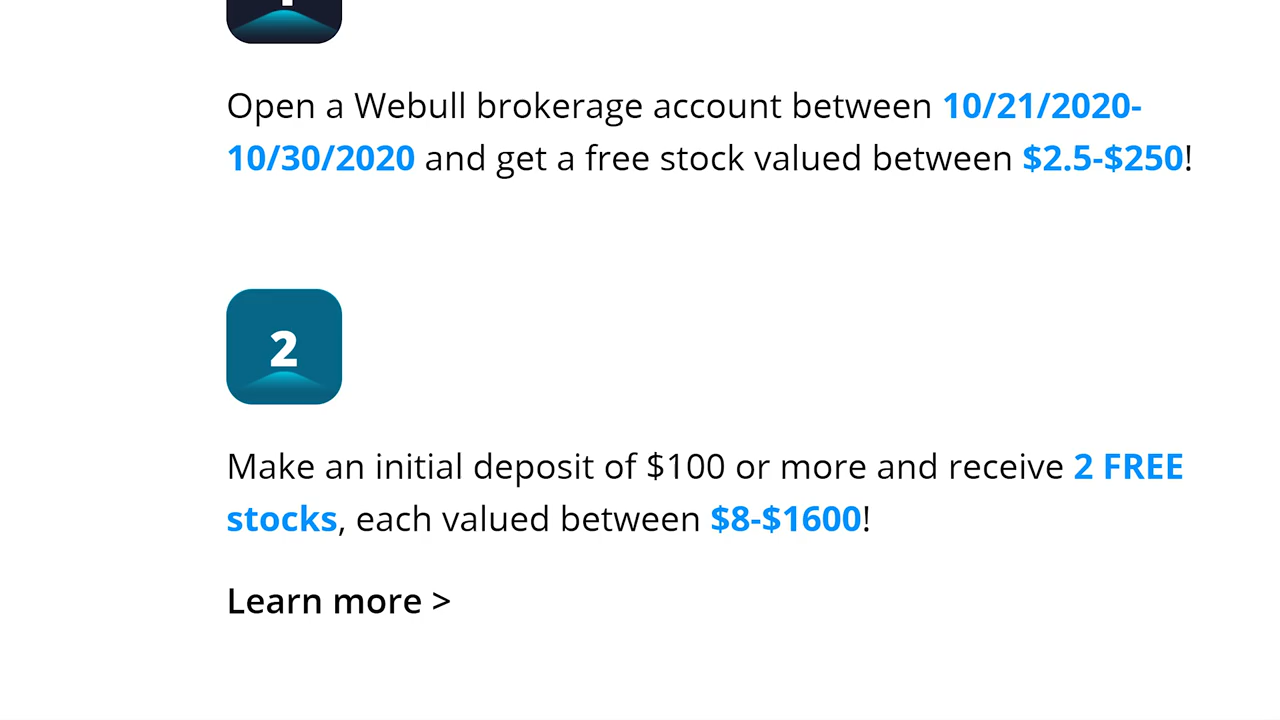 Open a Webull brokerage account between 10/21/2020-
10/30/2020 and get a free stock valued between $2.5-$250!
2
Make an initial deposit of $100 or more and receive 2 FREE
stocks, each valued between $8-$1600!
Learn more >